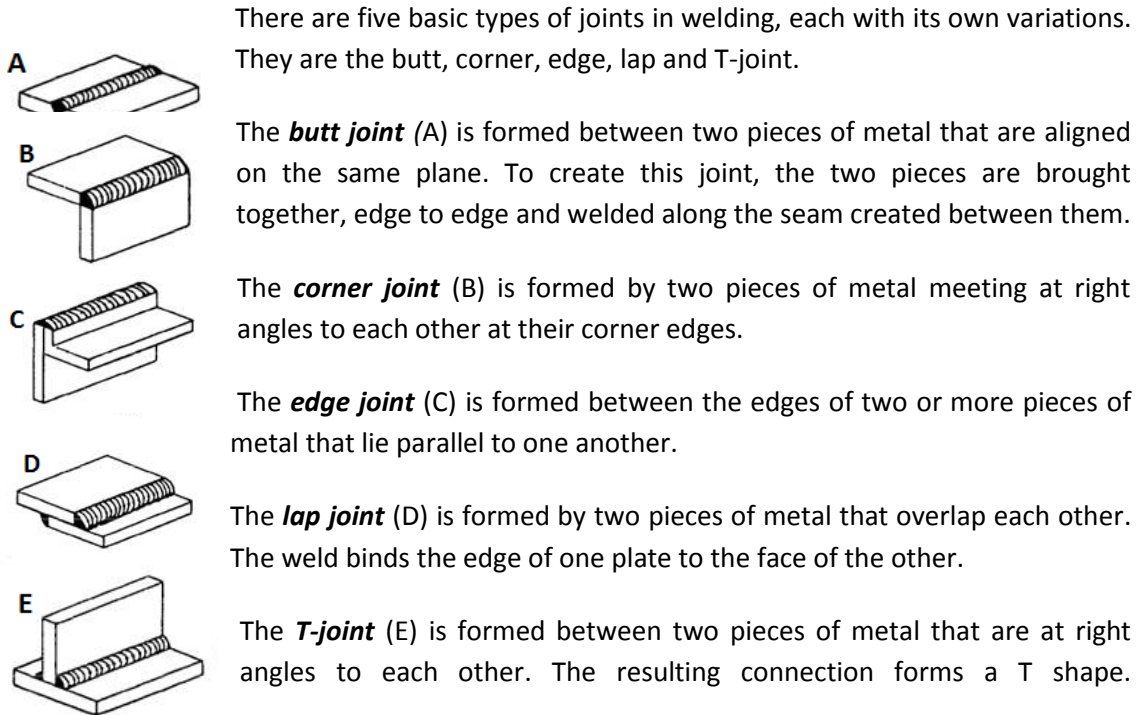 There are five basic types of joints in welding, each with its own variations.
They are the butt, corner, edge, lap and T-joint.
A
The butt joint (A) is formed between two pieces of metal that are aligned
on the same plane. To create this joint, the two pieces are brought
together, edge to edge and welded along the seam created between them.
B
The corner joint (B) is formed by two pieces of metal meeting at right
angles to each other at their corner edges.
C
The edge joint (C) is formed between the edges of two or more pieces of
metal that lie parallel to one another.
D
The lap joint (D) is formed by two pieces of metal that overlap each other.
The weld binds the edge of one plate to the face of the other.
E
The T-joint (E) is formed between two pieces of metal that are at right
angles to each other. The resulting connection forms a T shape.